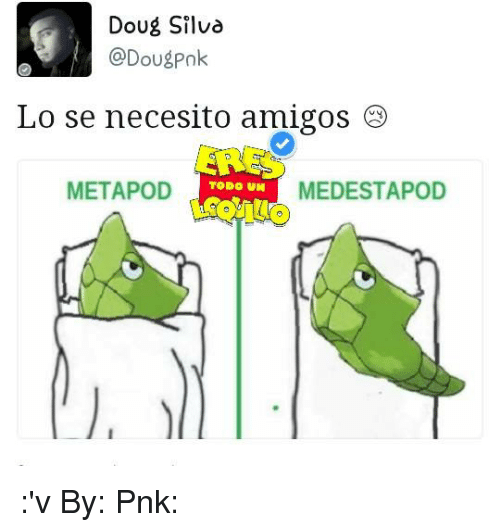 Doug Silva
@DougPnk
Lo se necesito amigos 😢
ERES
METAPOD TODO UN MEDESTAPOD
LOQUILLO
:'v By: Pnk: